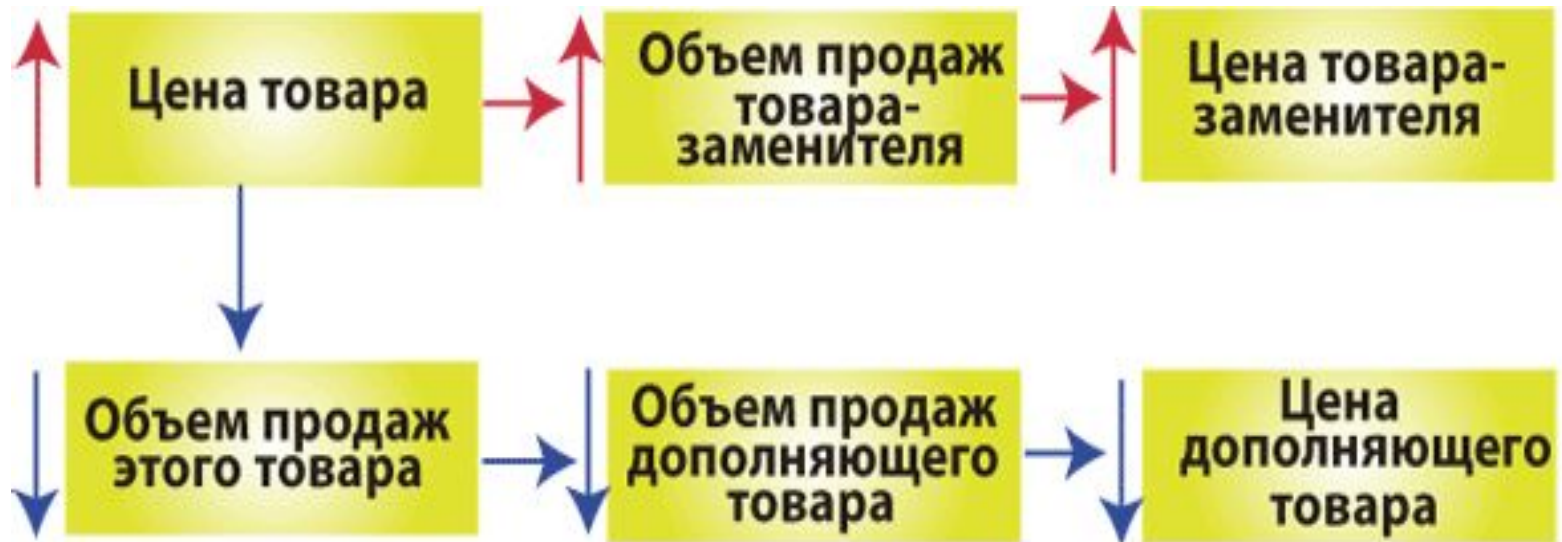 Цена товара
Объем продаж
товара-
заменителя
Цена товара-
заменителя
Объем продаж
этого товара
Объем продаж
дополняющего
товара
Цена
дополняющего
товара